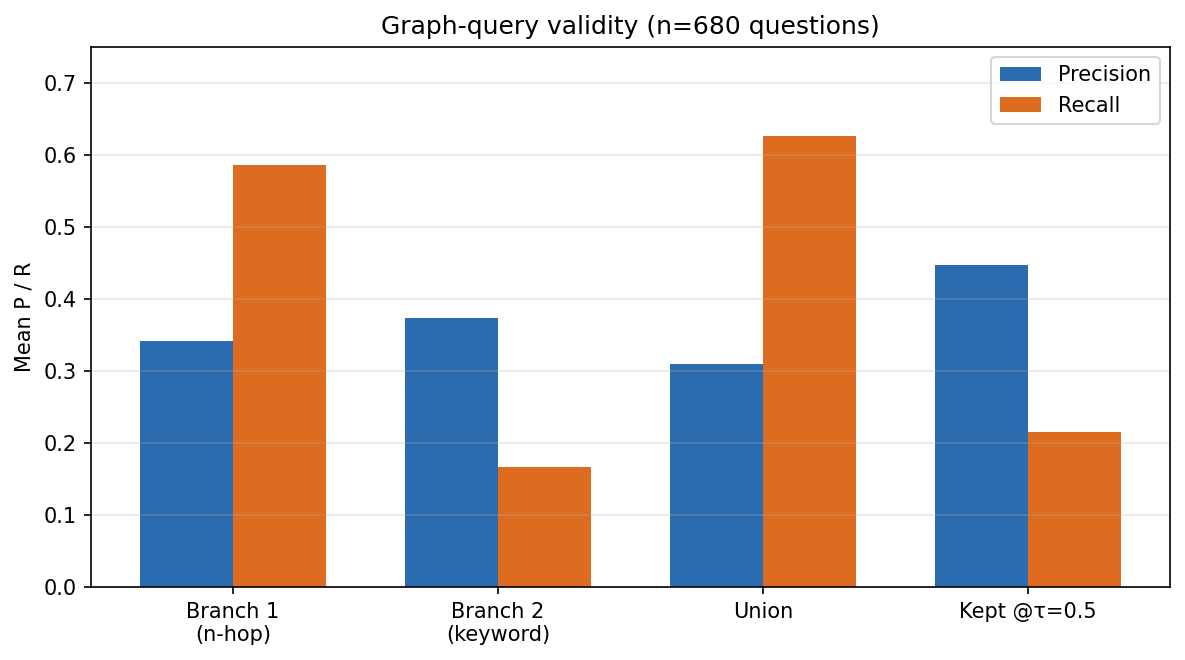 Graph-query validity (n=680 questions)
Precision
Recall
Mean P / R
0.7
0.6
0.5
0.4
0.3
0.2
0.1
0.0
Branch 1
(n-hop)
Branch 2
(keyword)
Union
Kept @τ=0.5